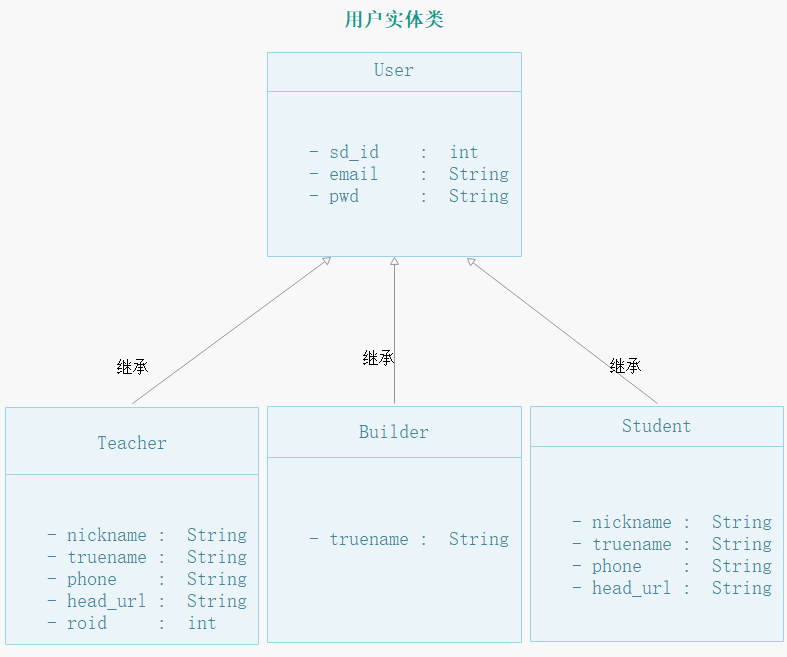 用户实体类
User
- sd_id : int
- email : String
- pwd : String
继承
继承
继承
Teacher
- nickname : String
- truename : String
- phone : String
- head_url : String
- roid : int
Builder
- truename : String
Student
- nickname : String
- truename : String
- phone : String
- head_url : String